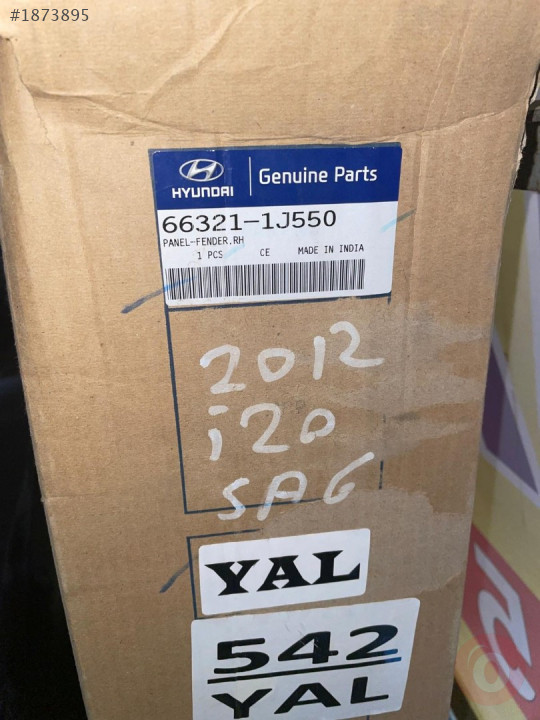 #1873895
HYUNDAI
Genuine Parts
66321-1J550
PANEL-FENDER,RH
1 PCS CE MADE IN INDIA
2012
i20
SAG
YAL
542
YAL